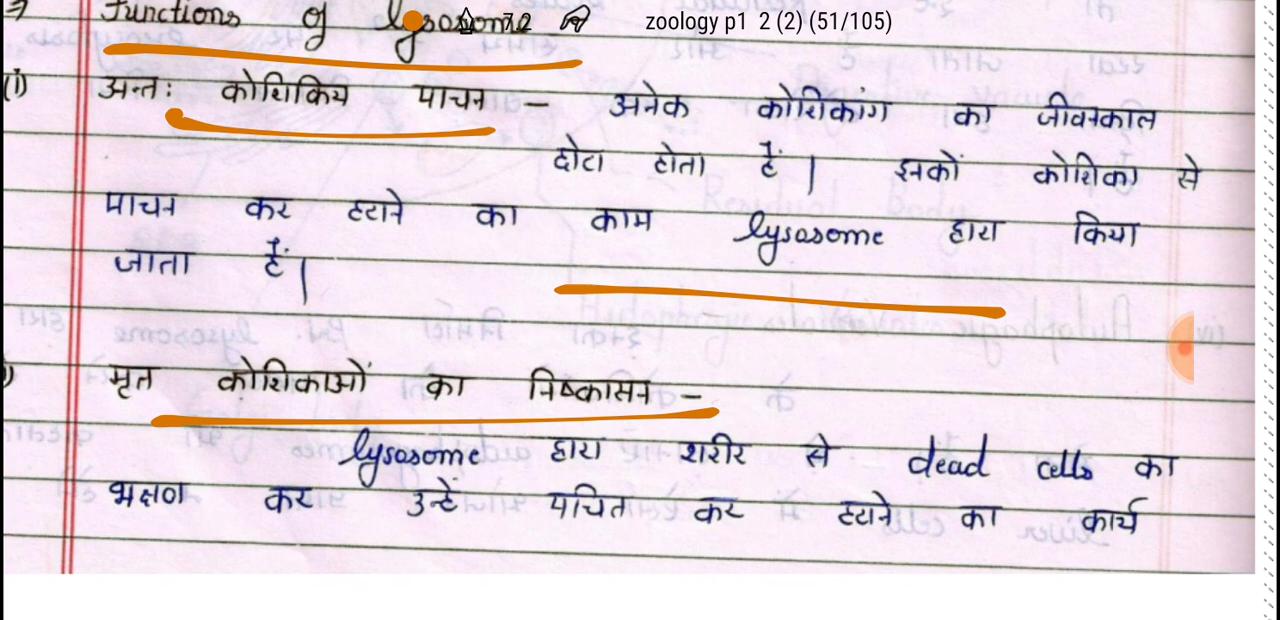 ⇒ Functions of lysosome
zoology p1 2 (2) (51/105)
(i) अन्तः कोशिकिय पाचन – अनेक कोशिकांग का जीवनकाल
छोटा होता हैं। इनकों कोशिका से
पाचन कर हटाने का काम lysosome द्वारा किया
जाता हैं।
मृत कोशिकाओं का निष्कासन –
lysosome द्वारा शरीर से dead cells का
भक्षण कर उन्हें पचित कर हटाने का कार्य